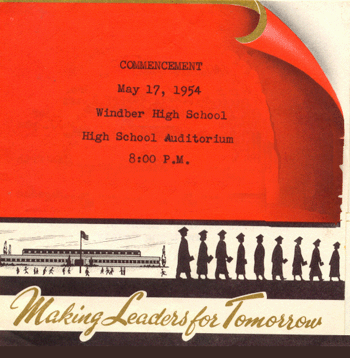 COMMENCEMENT
May 17, 1954
Windber High School
High School Auditorium
8:00 P.M.
Making Leaders for Tomorrow